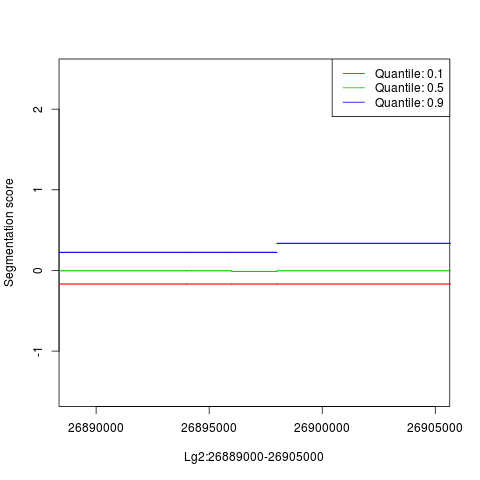 Quantile: 0.1
Quantile: 0.5
Quantile: 0.9
Segmentation score
2
1
0
-1
26890000 26895000 26900000 26905000
Lg2:26889000-26905000